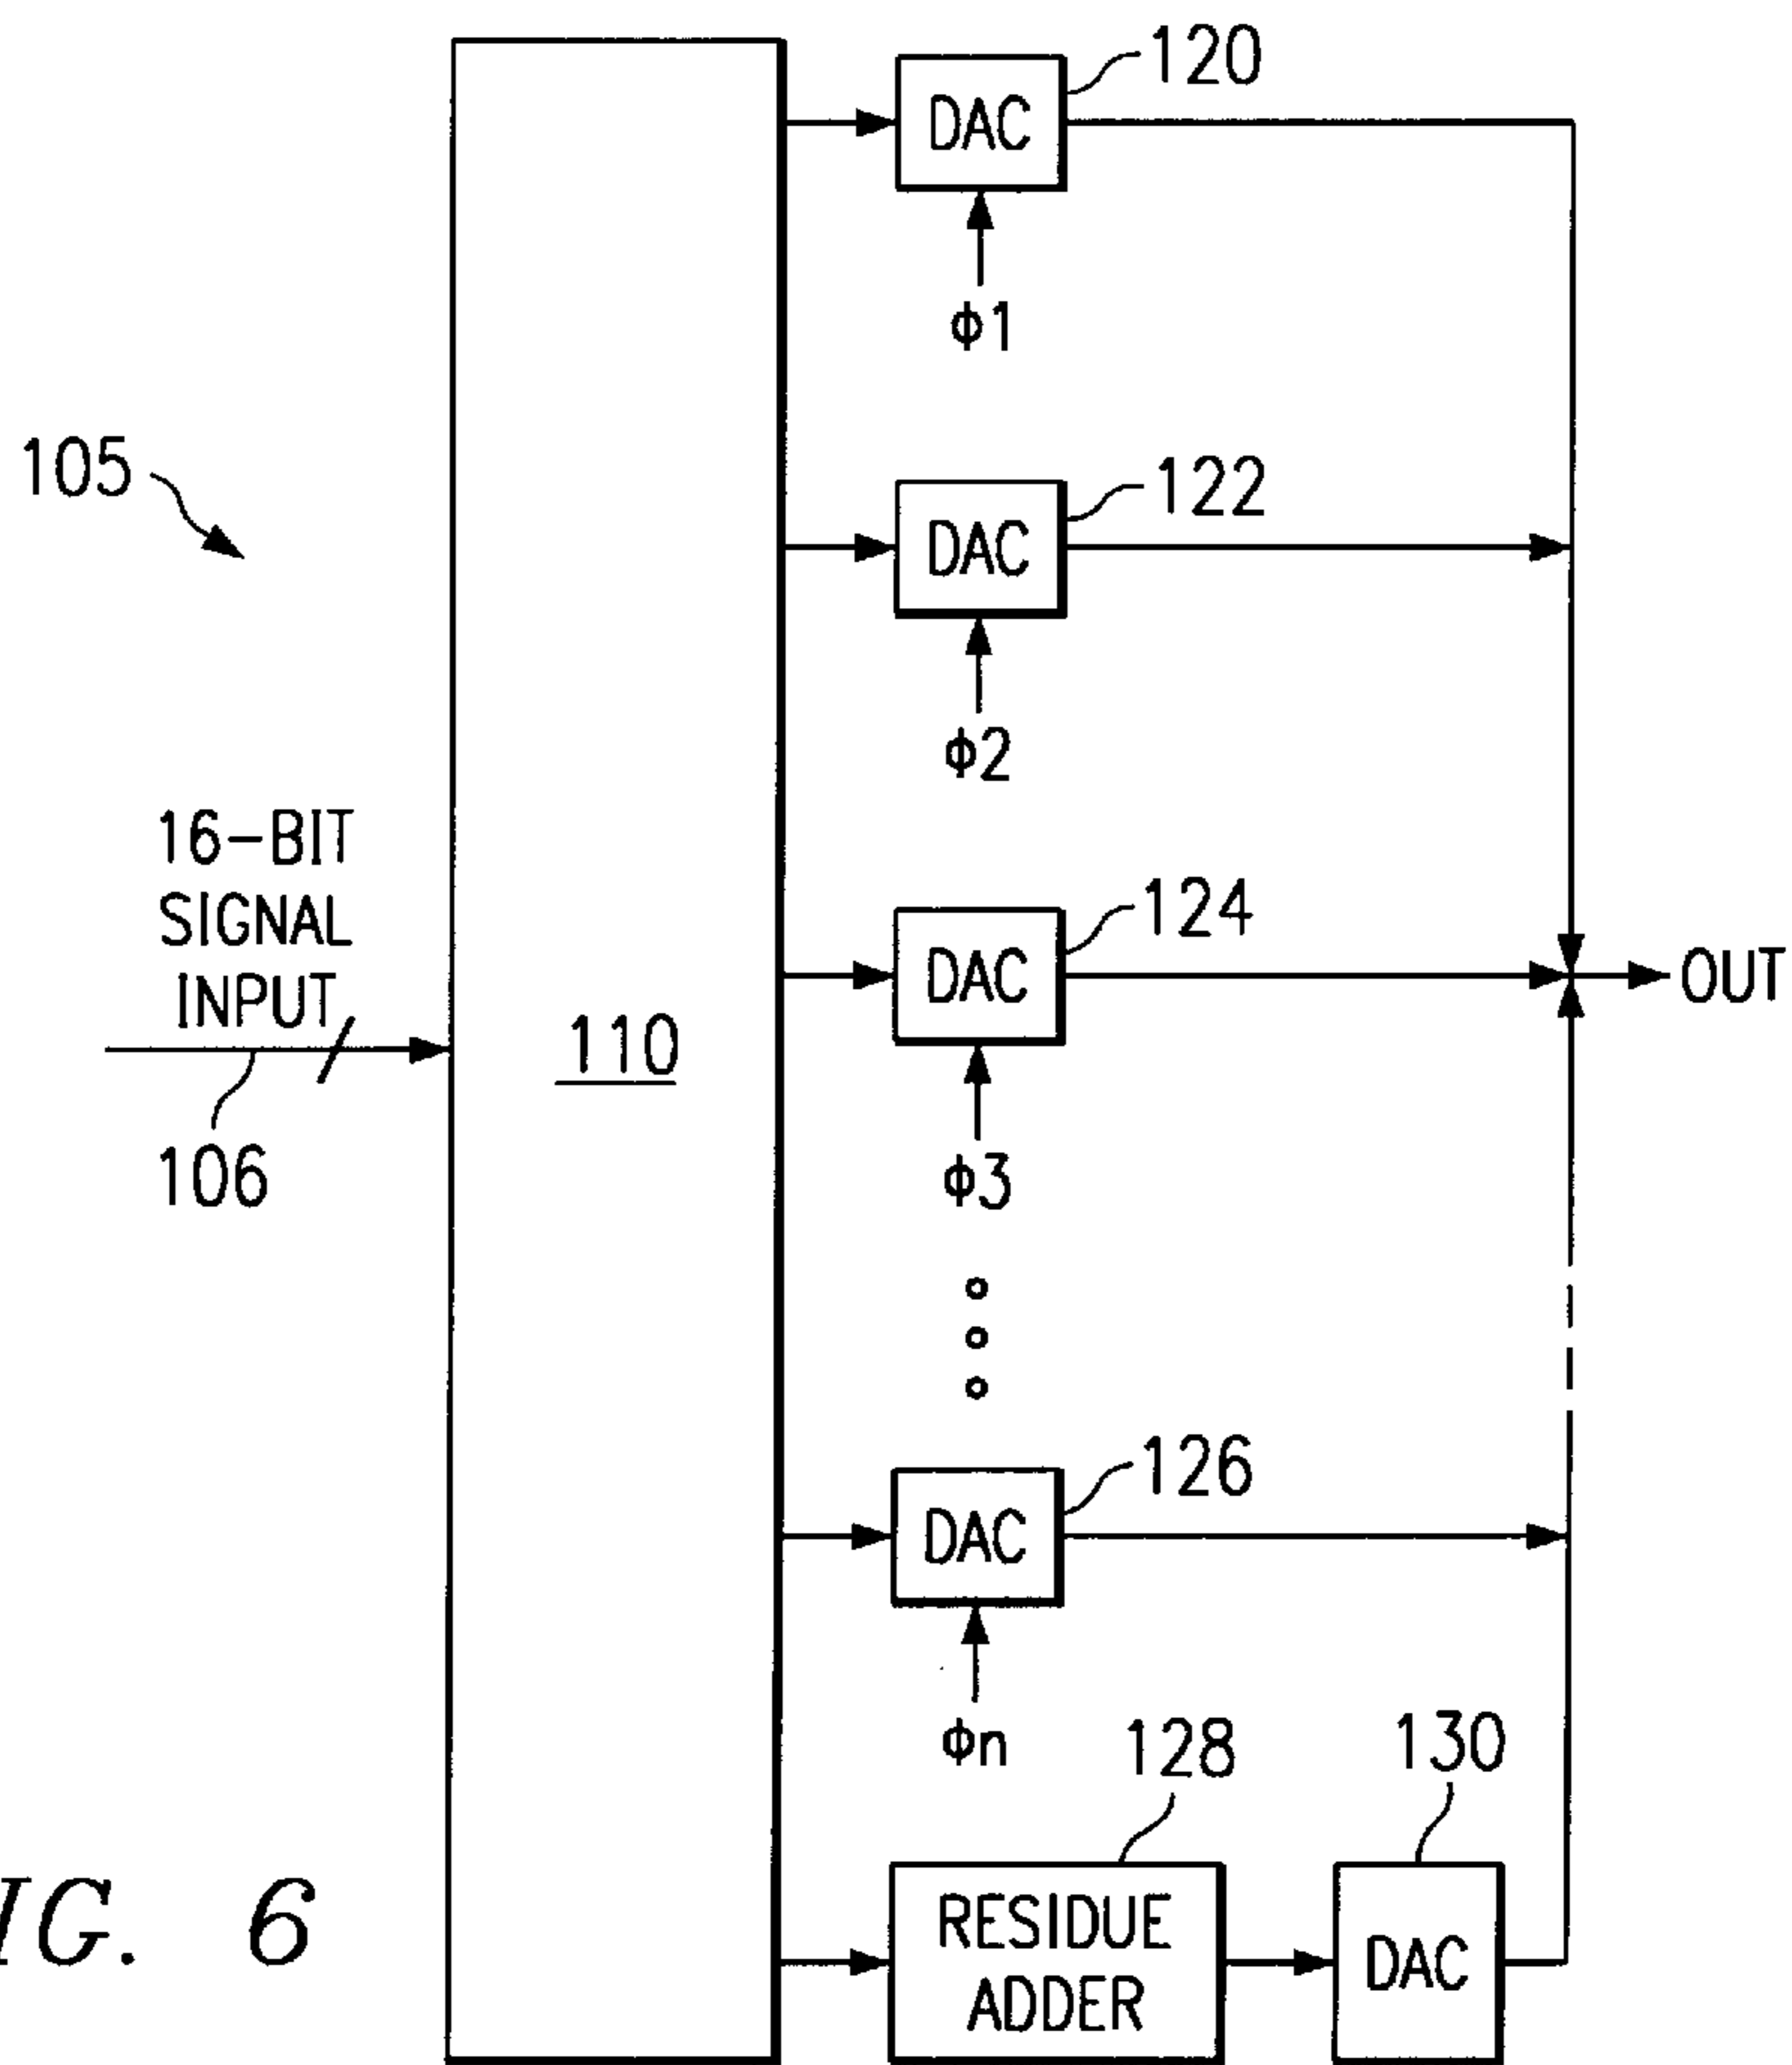 120
DAC
Φ1
105
122
DAC
Φ2
16-BIT
SIGNAL
INPUT
124
DAC
OUT
110
106
Φ3
126
DAC
Φn
128
130
RESIDUE
ADDER
DAC
IG. 6